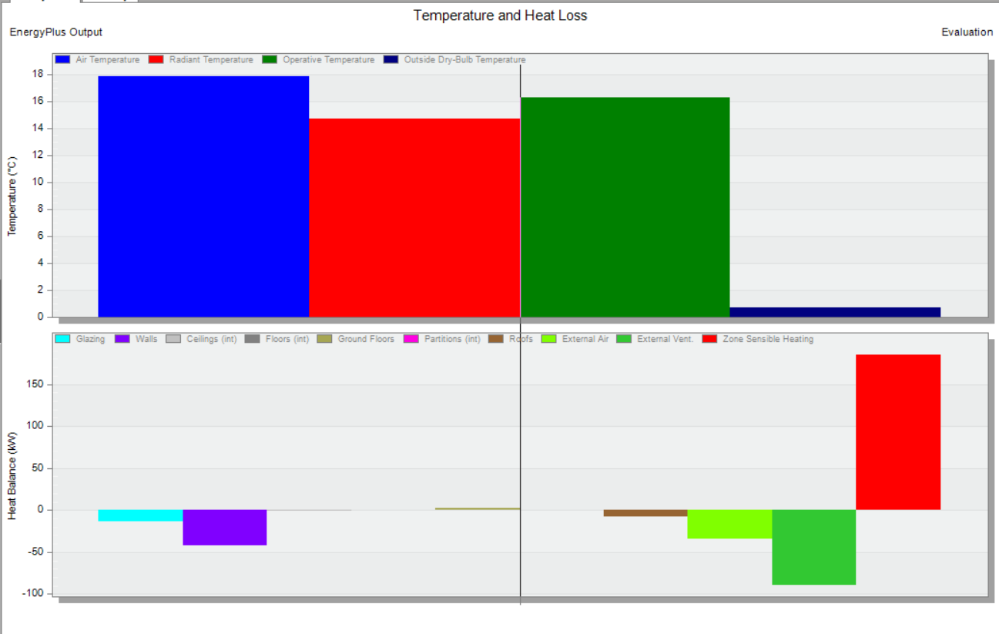 Temperature and Heat Loss
EnergyPlus Output
Evaluation
Air Temperature Radiant Temperature Operative Temperature Outside Dry-Bulb Temperature
18
16
14
12
10
8
6
4
2
0
Temperature (°C)
Glazing Walls Ceilings (int) Floors (int) Ground Floors Partitions (int) Roofs External Air External Vent. Zone Sensible Heating
150
100
50
0
-50
-100
Heat Balance (kW)